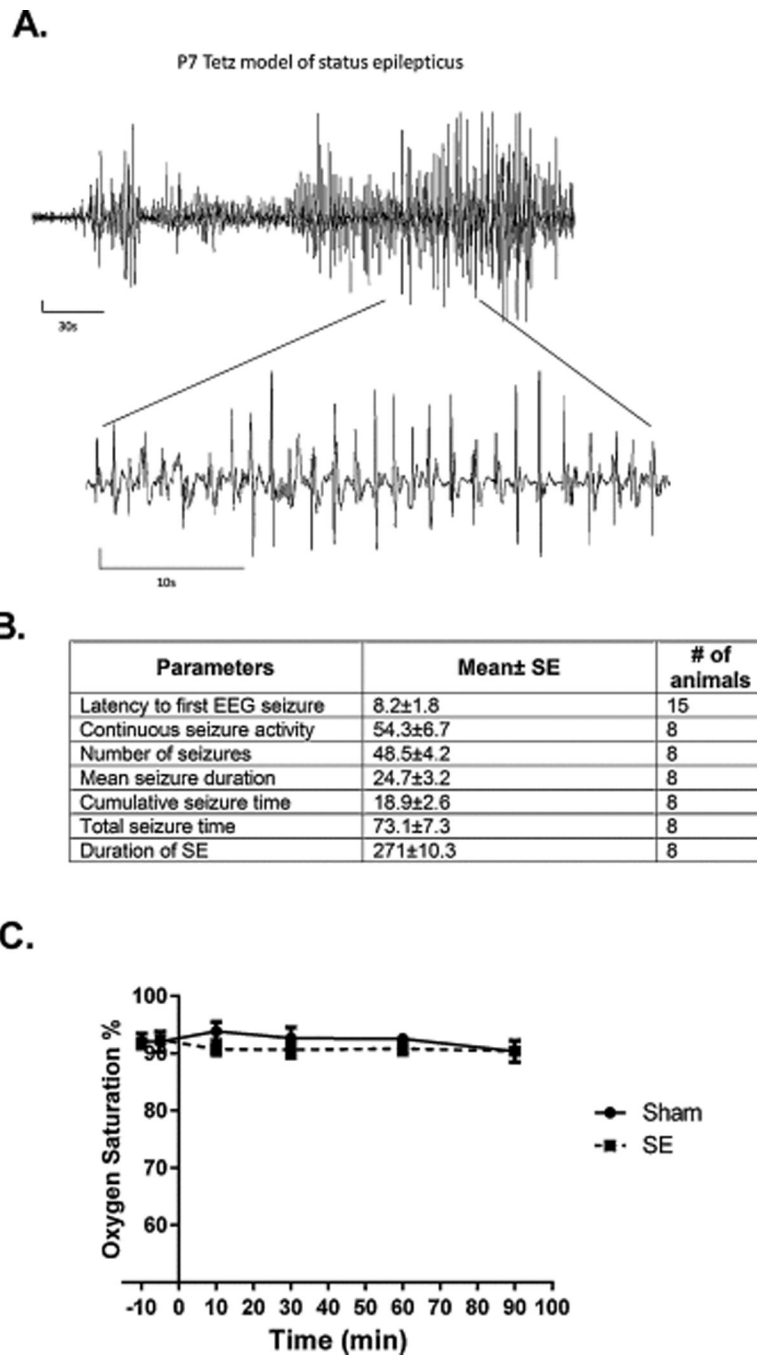 A.
P7 Tetz model of status epilepticus
30s
10s
B.
Parameters Mean± SE # of animals
Latency to first EEG seizure 8.2±1.8 15
Continuous seizure activity 54.3±6.7 8
Number of seizures 48.5±4.2 8
Mean seizure duration 24.7±3.2 8
Cumulative seizure time 18.9±2.6 8
Total seizure time 73.1±7.3 8
Duration of SE 271±10.3 8
C.
Oxygen Saturation %
100
90
80
70
60
-10 0 10 20 30 40 50 60 70 80 90 100
Time (min)
Sham
SE